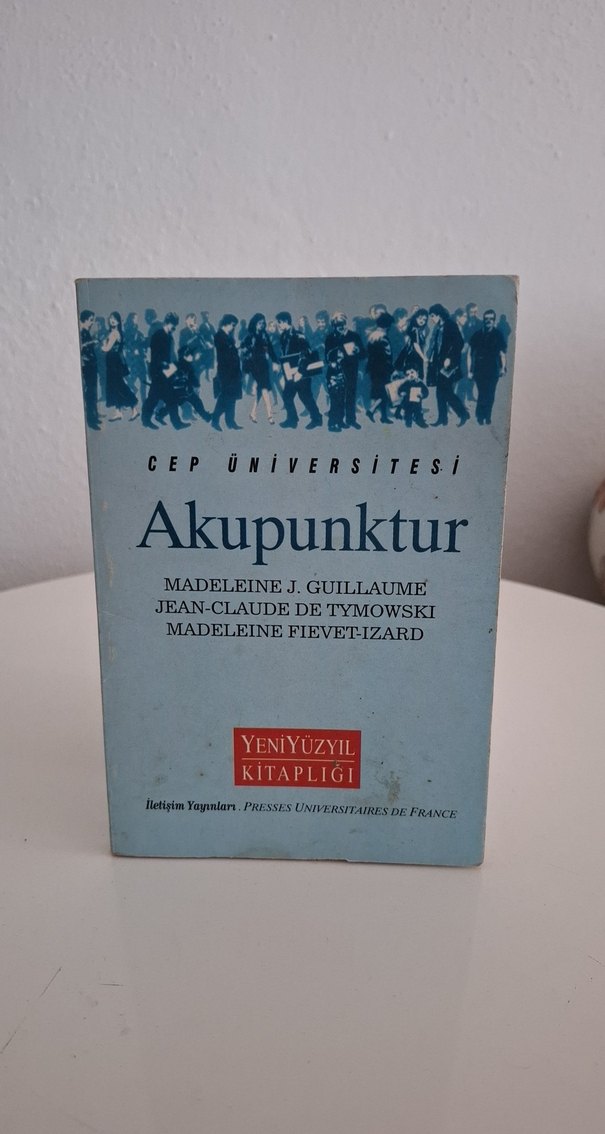 CEP ÜNİVERSİTESİ
Akupunktur
MADELEINE J. GUILLAUME
JEAN-CLAUDE DE TYMOWSKI
MADELEINE FIEVET-IZARD
YENİYÜZYIL
KİTAPLIĞI
İletişim Yayınları . PRESSES UNIVERSITAIRES DE FRANCE